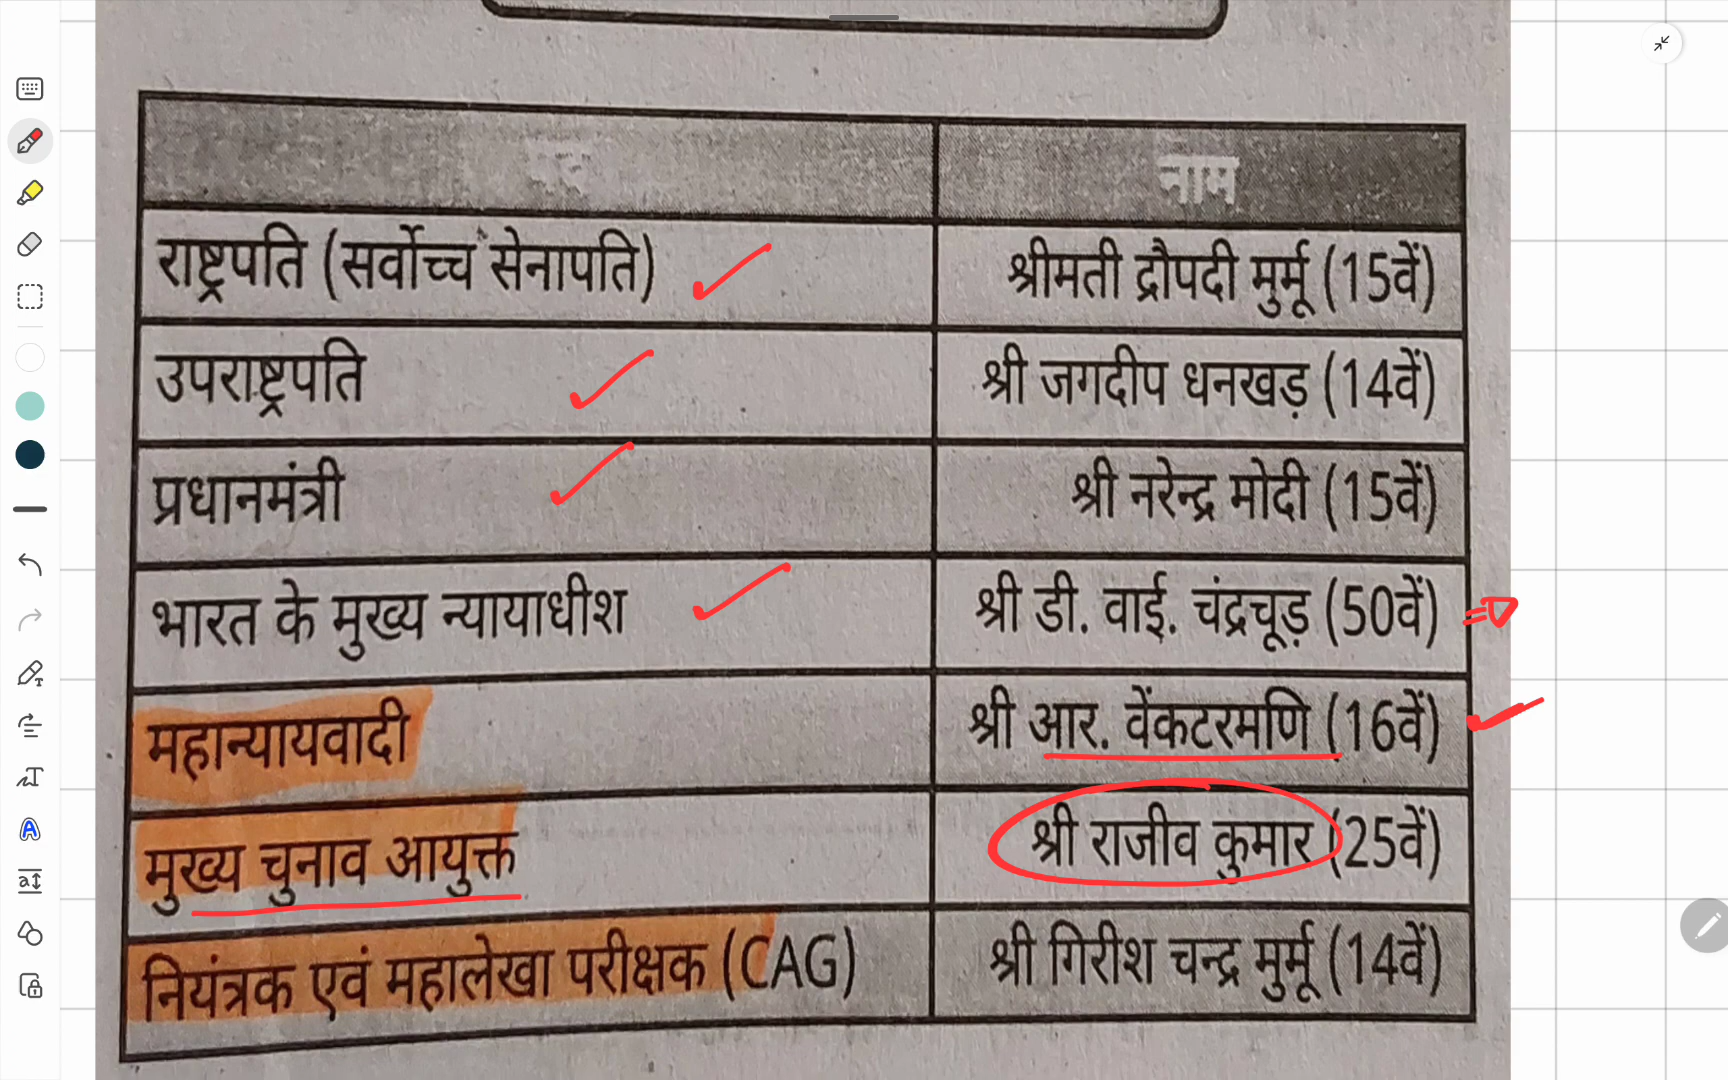 नाम
राष्ट्रपति (सर्वोच्च सेनापति) श्रीमती द्रौपदी मुर्मू (15वें)
उपराष्ट्रपति श्री जगदीप धनखड़ (14वें)
प्रधानमंत्री श्री नरेन्द्र मोदी (15वें)
भारत के मुख्य न्यायाधीश श्री डी. वाई. चंद्रचूड़ (50वें)
महान्यायवादी श्री आर. वेंकटरमणि (16वें)
मुख्य चुनाव आयुक्त श्री राजीव कुमार (25वें)
नियंत्रक एवं महालेखा परीक्षक (CAG) श्री गिरीश चन्द्र मुर्मू (14वें)